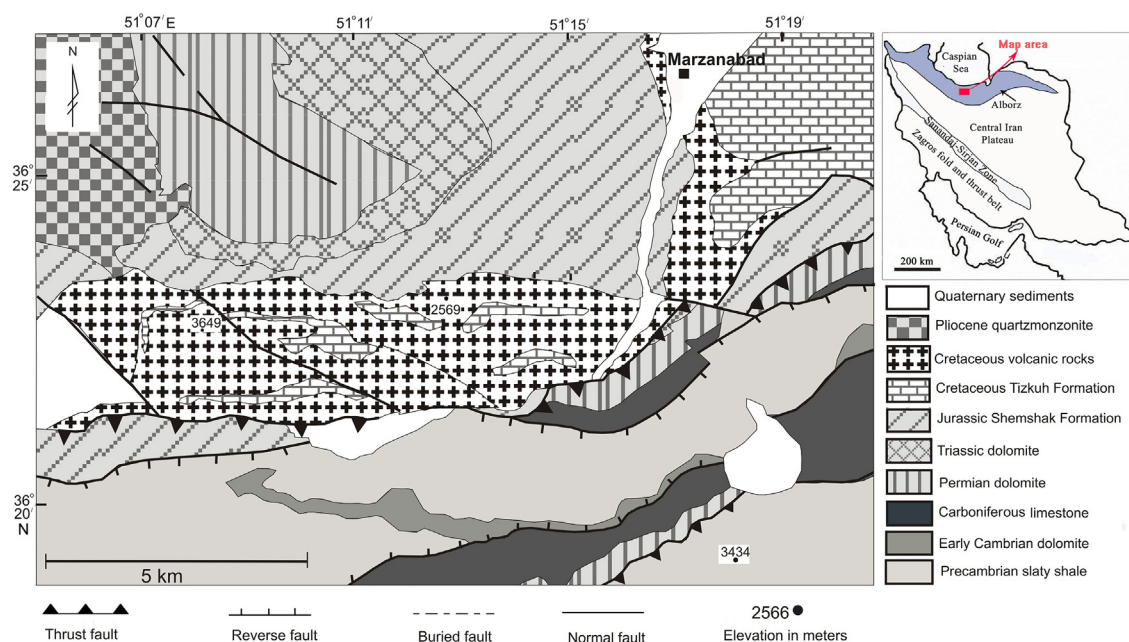 51°07′ E
51°11′
51°15′
51°19′
N
Marzanabad
36°
25′
3649
2569
36°
20′
N
3434
5 km
Map area
Caspian
Sea
Alborz
Central Iran
Plateau
Sanandaj-Sirjan Zone
Zagros fold and thrust belt
Persian Golf
200 km
Quaternary sediments
Pliocene quartzmonzonite
Cretaceous volcanic rocks
Cretaceous Tizkuh Formation
Jurassic Shemshak Formation
Triassic dolomite
Permian dolomite
Carboniferous limestone
Early Cambrian dolomite
Precambrian slaty shale
Thrust fault
Reverse fault
Buried fault
Normal fault
2566
Elevation in meters